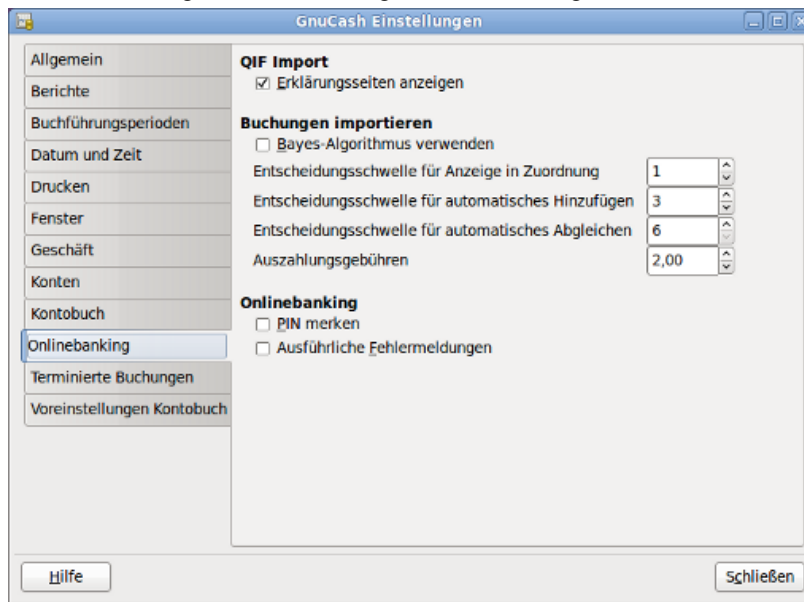 GnuCash Einstellungen
Allgemein
Berichte
Buchführungsperioden
Datum und Zeit
Drucken
Fenster
Geschäft
Konten
Kontobuch
Onlinebanking
Terminierte Buchungen
Voreinstellungen Kontobuch
QIF Import
Erklärungsseiten anzeigen
Buchungen importieren
Bayes-Algorithmus verwenden
Entscheidungsschwelle für Anzeige in Zuordnung 1
Entscheidungsschwelle für automatisches Hinzufügen 3
Entscheidungsschwelle für automatisches Abgleichen 6
Auszahlungsgebühren 2,00
Onlinebanking
PIN merken
Ausführliche Fehlermeldungen
Hilfe
Schließen